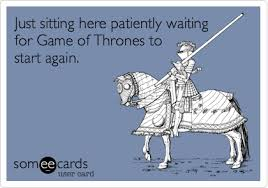 Just sitting here patiently waiting
for Game of Thrones to
start again.
someecards
user card